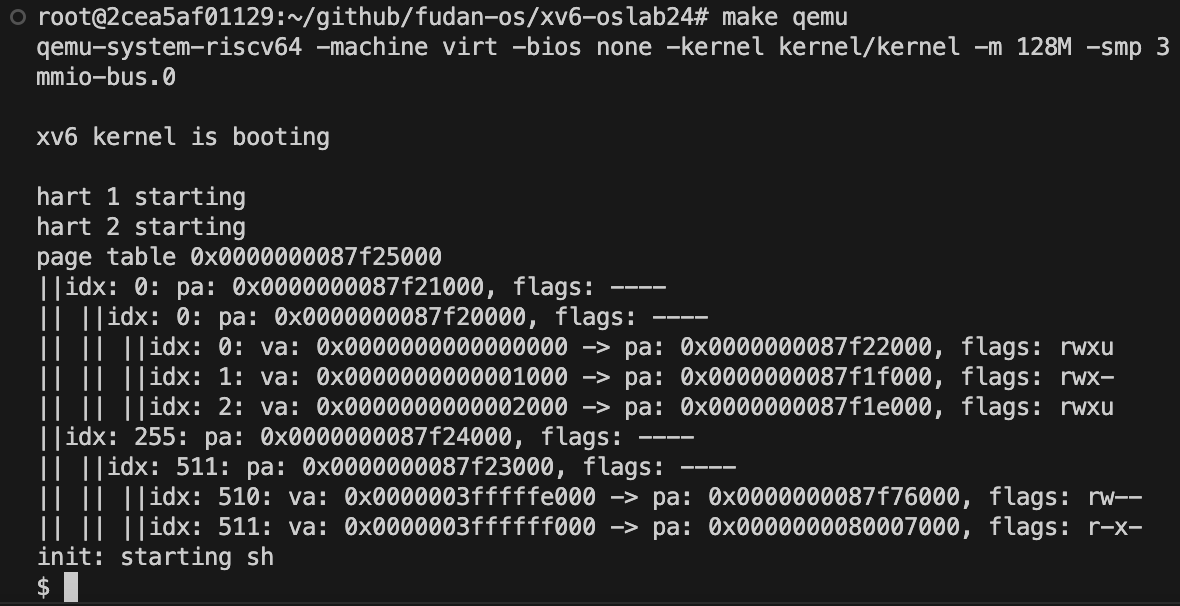 root@2cea5af01129:~/github/fudan-os/xv6-oslab24# make qemu
qemu-system-riscv64 -machine virt -bios none -kernel kernel/kernel -m 128M -smp 3
mmio-bus.0
xv6 kernel is booting
hart 1 starting
hart 2 starting
page table 0x0000000087f25000
||idx: 0: pa: 0x0000000087f21000, flags: ----
|| ||idx: 0: pa: 0x0000000087f20000, flags: ----
|| || ||idx: 0: va: 0x0000000000000000 -> pa: 0x0000000087f22000, flags: rwxu
|| || ||idx: 1: va: 0x0000000000001000 -> pa: 0x0000000087f1f000, flags: rwx-
|| || ||idx: 2: va: 0x0000000000002000 -> pa: 0x0000000087f1e000, flags: rwxu
||idx: 255: pa: 0x0000000087f24000, flags: ----
|| ||idx: 511: pa: 0x0000000087f23000, flags: ----
|| || ||idx: 510: va: 0x0000003fffffe000 -> pa: 0x0000000087f76000, flags: rw--
|| || ||idx: 511: va: 0x0000003ffffff000 -> pa: 0x0000000080007000, flags: r-x-
init: starting sh
$